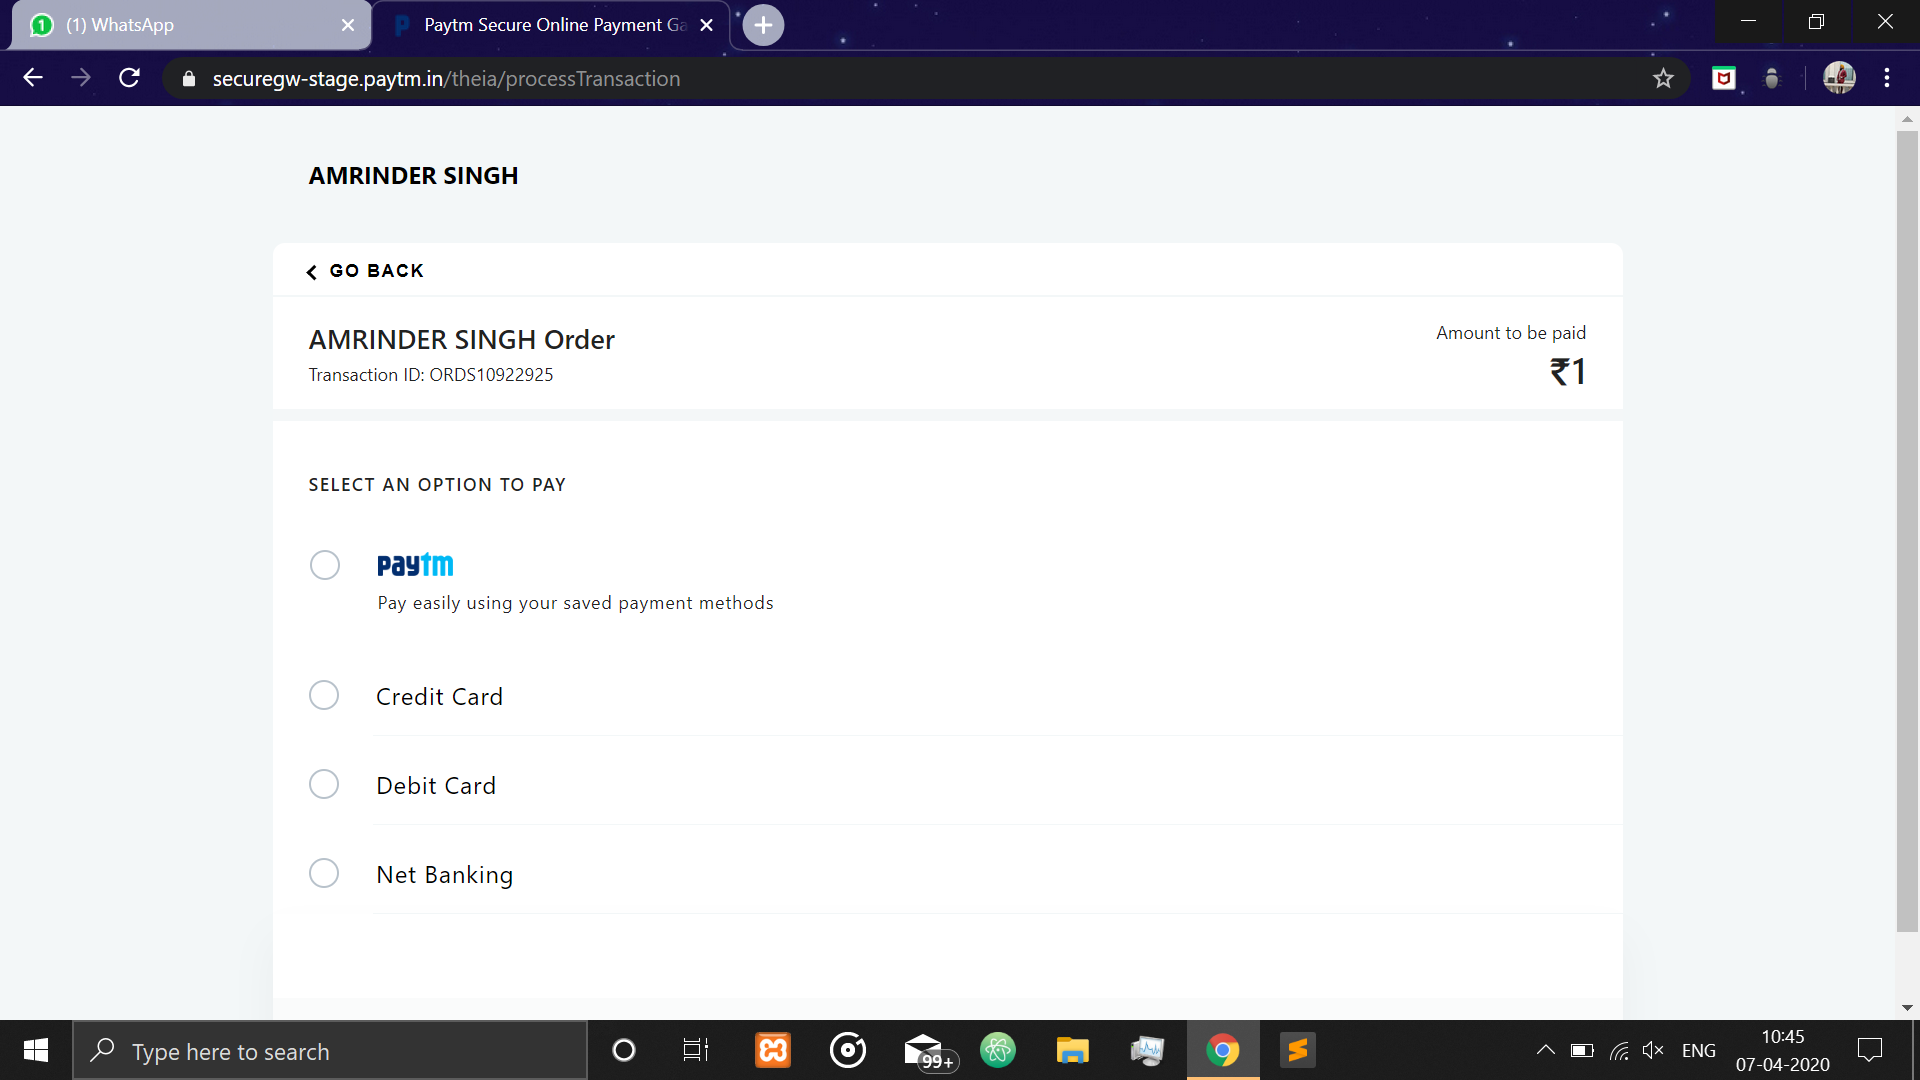 (1) WhatsApp
Paytm Secure Online Payment Ga
securegw-stage.paytm.in/theia/processTransaction
AMRINDER SINGH
GO BACK
AMRINDER SINGH Order
Transaction ID: ORDS10922925
Amount to be paid
₹1
SELECT AN OPTION TO PAY
paytm
Pay easily using your saved payment methods
Credit Card
Debit Card
Net Banking
Type here to search
99+
ENG
10:45
07-04-2020